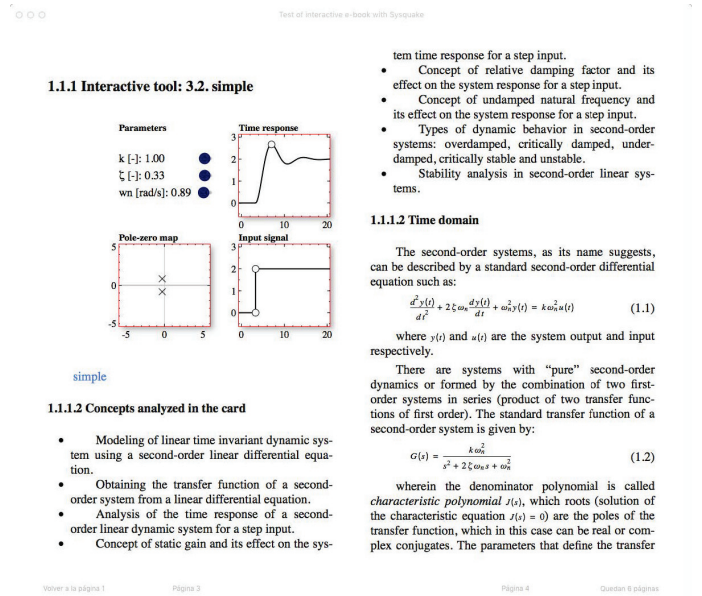 Test of interactive e-book with Sysquake
1.1.1 Interactive tool: 3.2. simple
Parameters
k [-]: 1.00
ζ [-]: 0.33
wn [rad/s]: 0.89
Time response
3
2
1
0
0 10 20
Pole-zero map
5
0
-5
-5 0 5
Input signal
3
2
1
0
0 10 20
simple
1.1.1.2 Concepts analyzed in the card
• Modeling of linear time invariant dynamic sys-
tem using a second-order linear differential equa-
tion.
• Obtaining the transfer function of a second-
order system from a linear differential equation.
• Analysis of the time response of a second-
order linear dynamic system for a step input.
• Concept of static gain and its effect on the sys-
tem time response for a step input.
• Concept of relative damping factor and its
effect on the system response for a step input.
• Concept of undamped natural frequency and
its effect on the system response for a step input.
• Types of dynamic behavior in second-order
systems: overdamped, critically damped, under-
damped, critically stable and unstable.
• Stability analysis in second-order linear sys-
tems.
1.1.1.2 Time domain
The second-order systems, as its name suggests,
can be described by a standard second-order differential
equation such as:
d²y(t)/dt² + 2ζωₙ dy(t)/dt + ωₙ²y(t) = kωₙ²u(t) (1.1)
where y(t) and u(t) are the system output and input
respectively.
There are systems with “pure” second-order
dynamics or formed by the combination of two first-
order systems in series (product of two transfer func-
tions of first order). The standard transfer function of a
second-order system is given by:
G(s) = kωₙ² / (s² + 2ζωₙs + ωₙ²) (1.2)
wherein the denominator polynomial is called
characteristic polynomial J(s), which roots (solution of
the characteristic equation J(s) = 0) are the poles of the
transfer function, which in this case can be real or com-
plex conjugates. The parameters that define the transfer
Volver a la página 1 Página 3 Página 4 Quedan 6 páginas